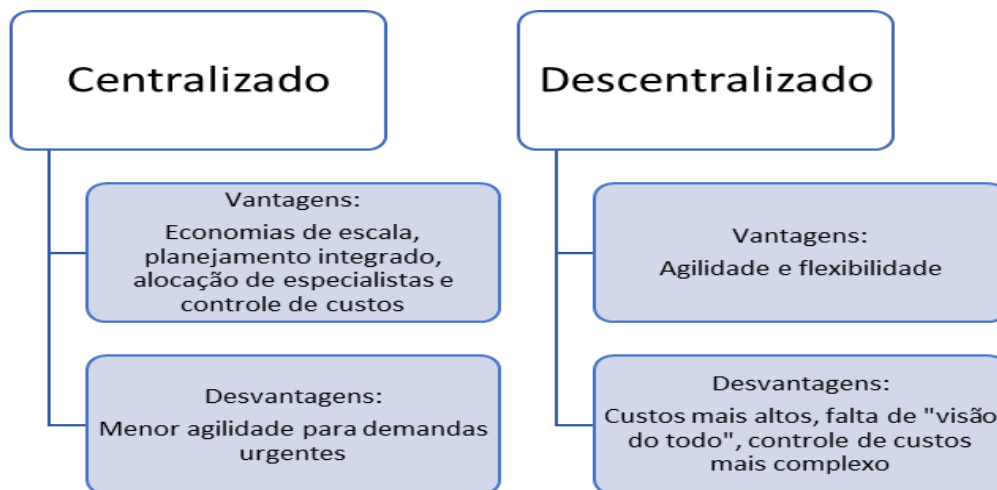 Centralizado
Vantagens:
Economias de escala,
planejamento integrado,
alocação de especialistas e
controle de custos
Desvantagens:
Menor agilidade para demandas
urgentes
Descentralizado
Vantagens:
Agilidade e flexibilidade
Desvantagens:
Custos mais altos, falta de "visão
do todo", controle de custos
mais complexo